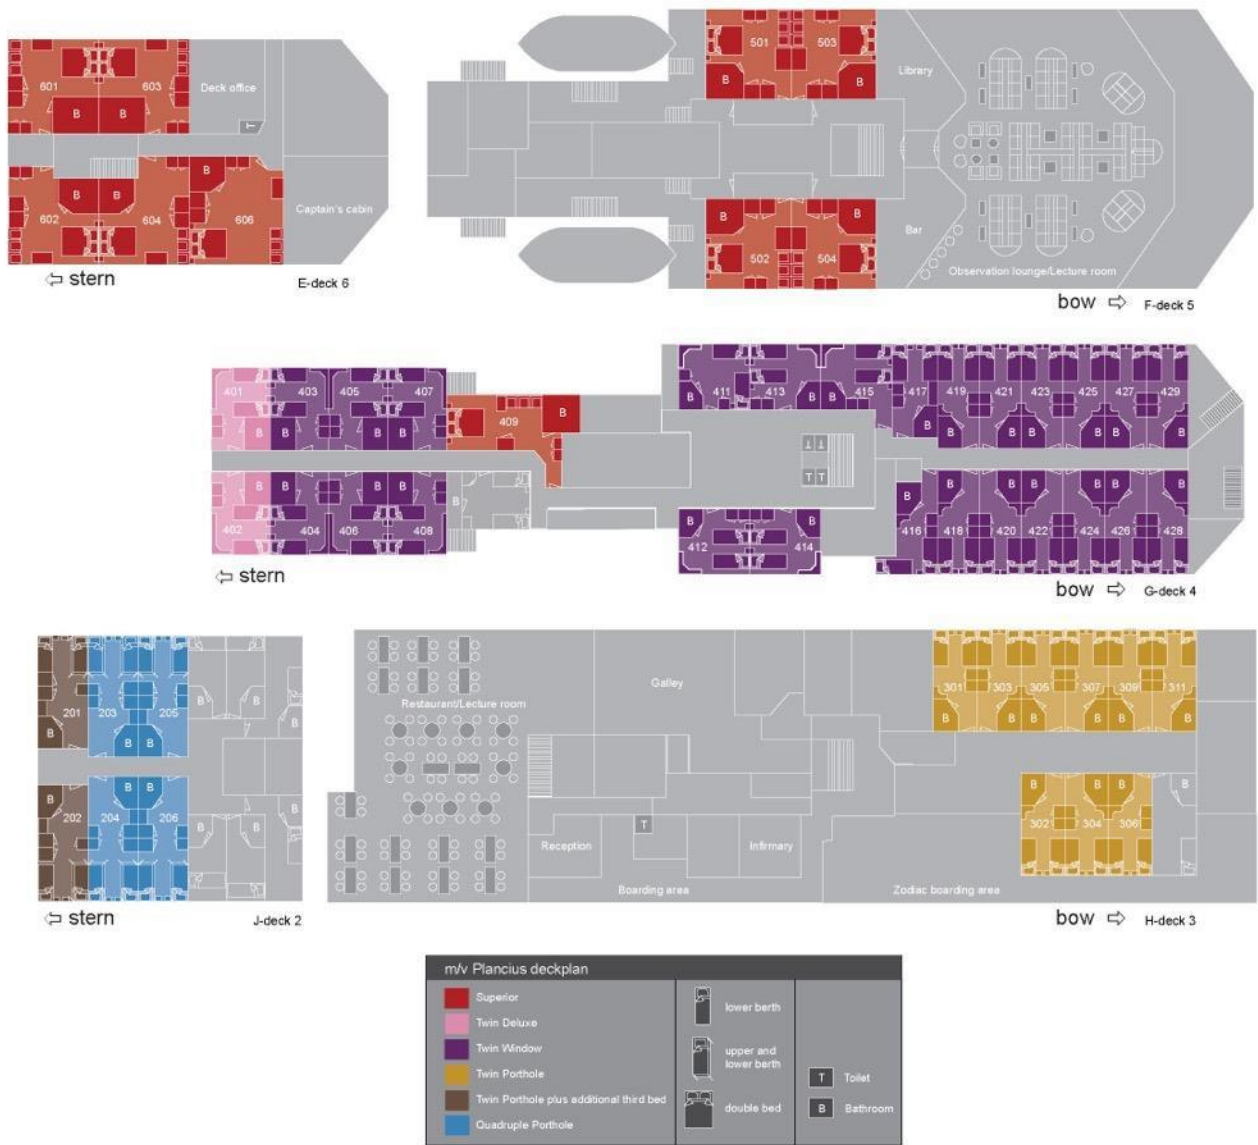 601 603 Deck office
B B
T
B B B
602 604 606 Captain's cabin
stern
E-deck 6
501 503 Library
B B
B B
502 504 Bar
Observation lounge/Lecture room
bow
F-deck 5
401 403 405 407 409 B 411 413 415 417 419 421 423 425 427 429
B B B B B B B B B B B B B B
T T
T T
B B B B B B B B B B B B B B
402 404 406 408 412 414 416 418 420 422 424 426 428
stern
bow
G-deck 4
201 203 205
B B B B B
B B B B B
202 204 206
stern
J-deck 2
Restaurant/Lecture room
Galley
301 303 305 307 309 311
B B B B B B
B B B B
302 304 306
T
Reception
Infirmary
Boarding area
Zodiac boarding area
bow
H-deck 3
m/v Plancius deckplan
Superior
Twin Deluxe
Twin Window
Twin Porthole
Twin Porthole plus additional third bed
Quadruple Porthole
lower berth
upper and
lower berth
double bed
T Toilet
B Bathroom